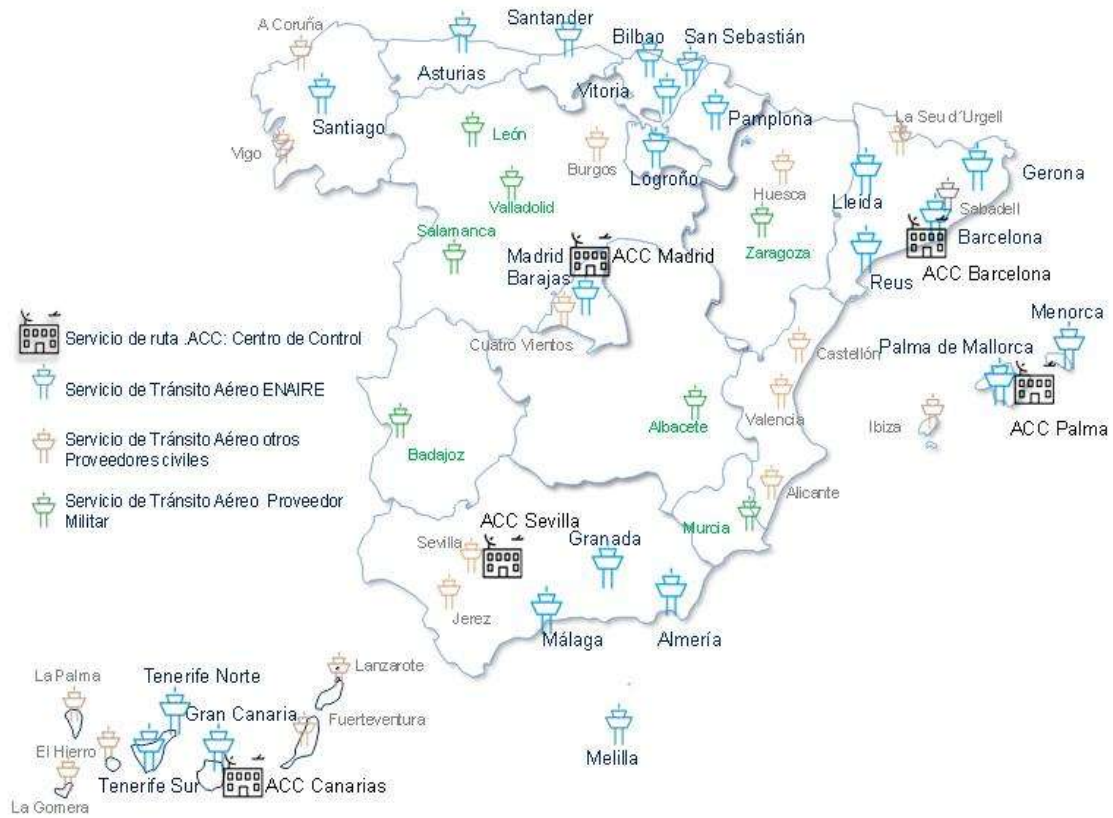 Santander
A Coruña
Bilbao
San Sebastián
Asturias
Vitoria
Santiago
León
Pamplona
La Seu d´Urgell
Vigo
Burgos
Logroño
Huesca
Lleida
Gerona
Valladolid
Sabadell
Salamanca
Zaragoza
Barcelona
Madrid
Barajas
ACC Madrid
Reus
ACC Barcelona
Menorca
Servicio de ruta .ACC: Centro de Control
Cuatro Vientos
Castellón
Palma de Mallorca
Servicio de Tránsito Aéreo ENAIRE
Albacete
Valencia
Ibiza
ACC Palma
Servicio de Tránsito Aéreo otros
Proveedores civiles
Badajoz
Servicio de Tránsito Aéreo Proveedor
Militar
Alicante
Murcia
ACC Sevilla
Sevilla
Granada
Jerez
Málaga
Almería
La Palma
Tenerife Norte
Lanzarote
Gran Canaria
Fuerteventura
El Hierro
Melilla
Tenerife Sur
ACC Canarias
La Gomera